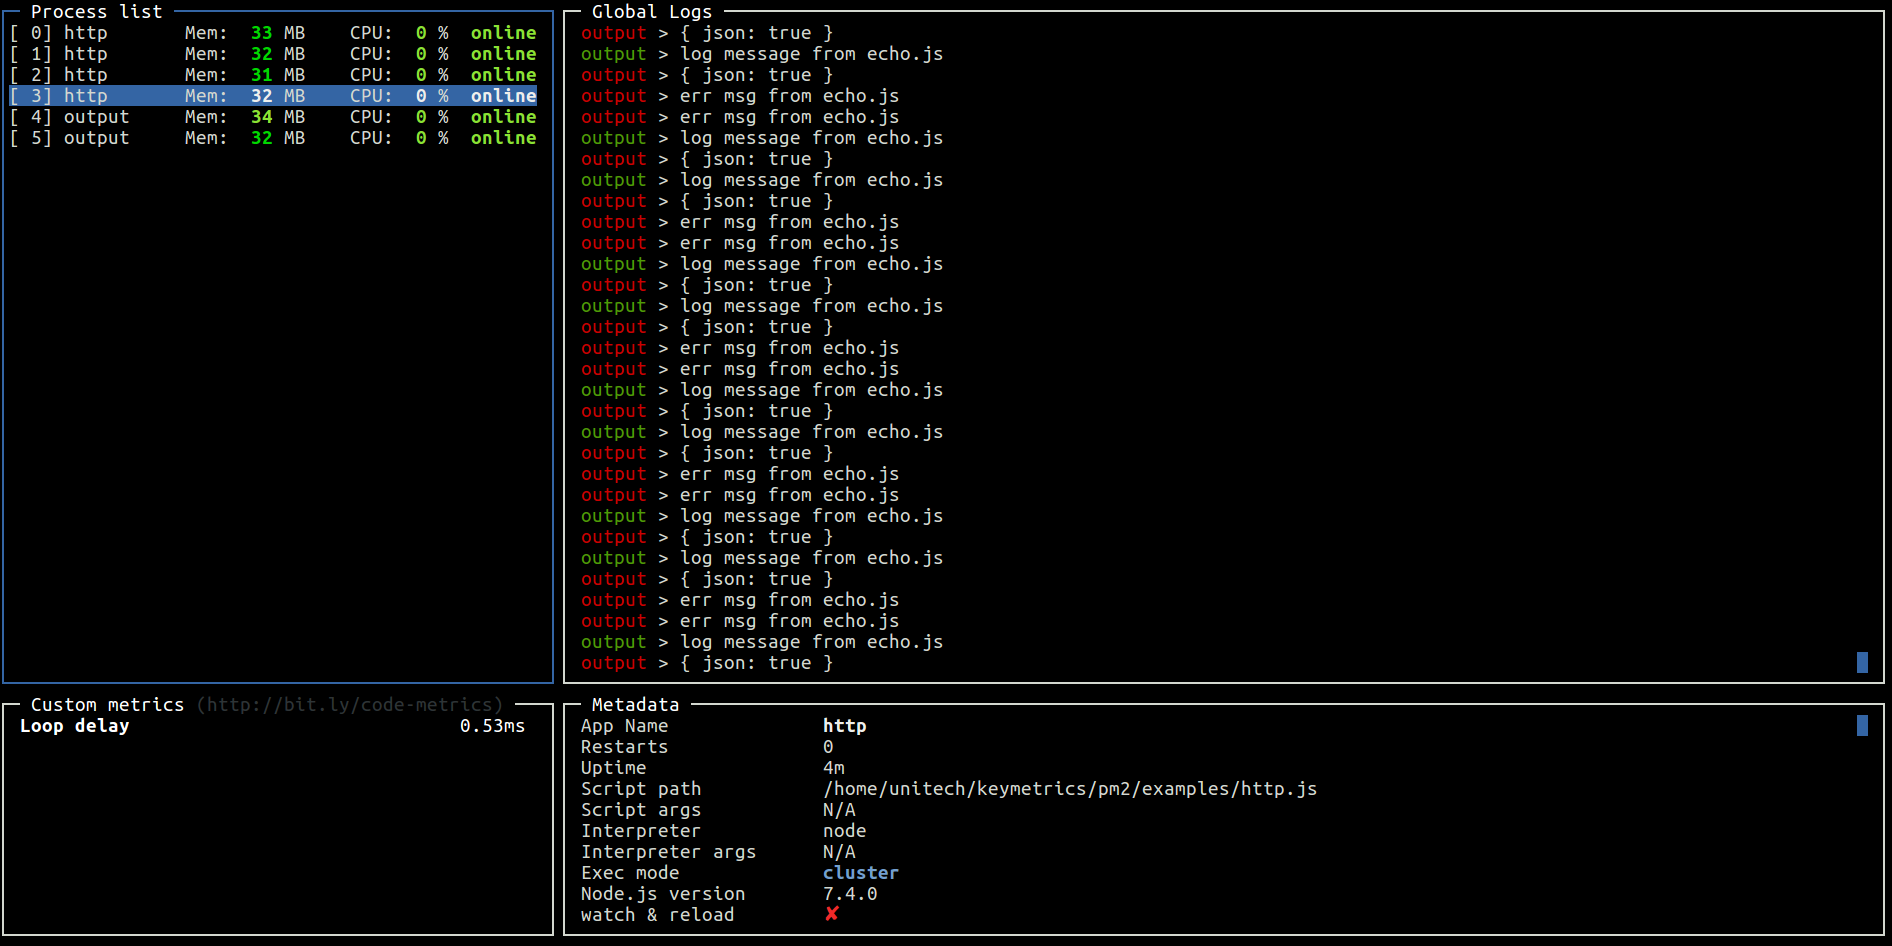 Process list
[ 0] http Mem: 33 MB CPU: 0 % online
[ 1] http Mem: 32 MB CPU: 0 % online
[ 2] http Mem: 31 MB CPU: 0 % online
[ 3] http Mem: 32 MB CPU: 0 % online
[ 4] output Mem: 34 MB CPU: 0 % online
[ 5] output Mem: 32 MB CPU: 0 % online
Global Logs
output > { json: true }
output > log message from echo.js
output > { json: true }
output > err msg from echo.js
output > err msg from echo.js
output > log message from echo.js
output > { json: true }
output > log message from echo.js
output > { json: true }
output > err msg from echo.js
output > err msg from echo.js
output > log message from echo.js
output > { json: true }
output > log message from echo.js
output > { json: true }
output > err msg from echo.js
output > err msg from echo.js
output > log message from echo.js
output > { json: true }
output > log message from echo.js
output > { json: true }
output > err msg from echo.js
output > err msg from echo.js
output > log message from echo.js
output > { json: true }
output > log message from echo.js
output > { json: true }
output > err msg from echo.js
output > err msg from echo.js
output > log message from echo.js
output > { json: true }
Custom metrics (http://bit.ly/code-metrics)
Loop delay 0.53ms
Metadata
App Name http
Restarts 0
Uptime 4m
Script path /home/unitech/keymetrics/pm2/examples/http.js
Script args N/A
Interpreter node
Interpreter args N/A
Exec mode cluster
Node.js version 7.4.0
watch & reload ✘